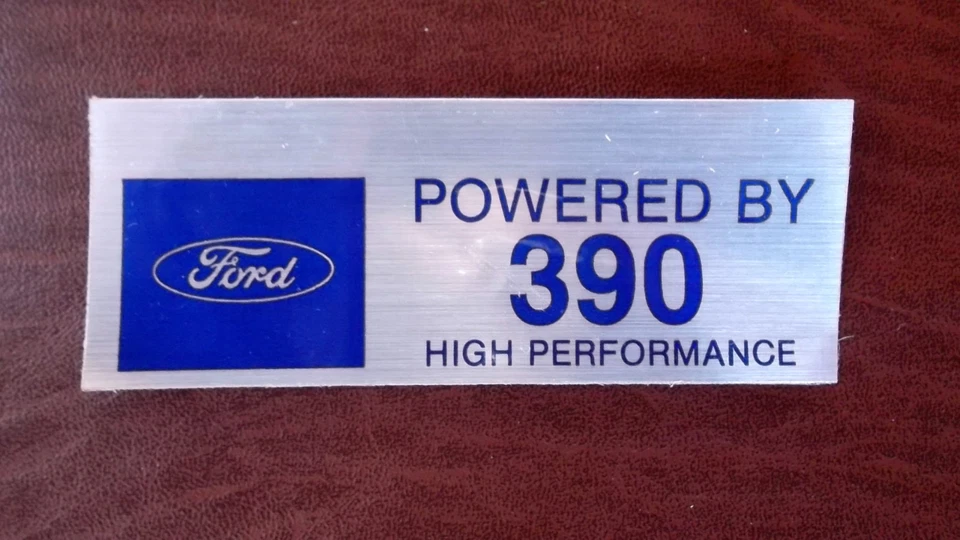 Ford
POWERED BY
390
HIGH PERFORMANCE